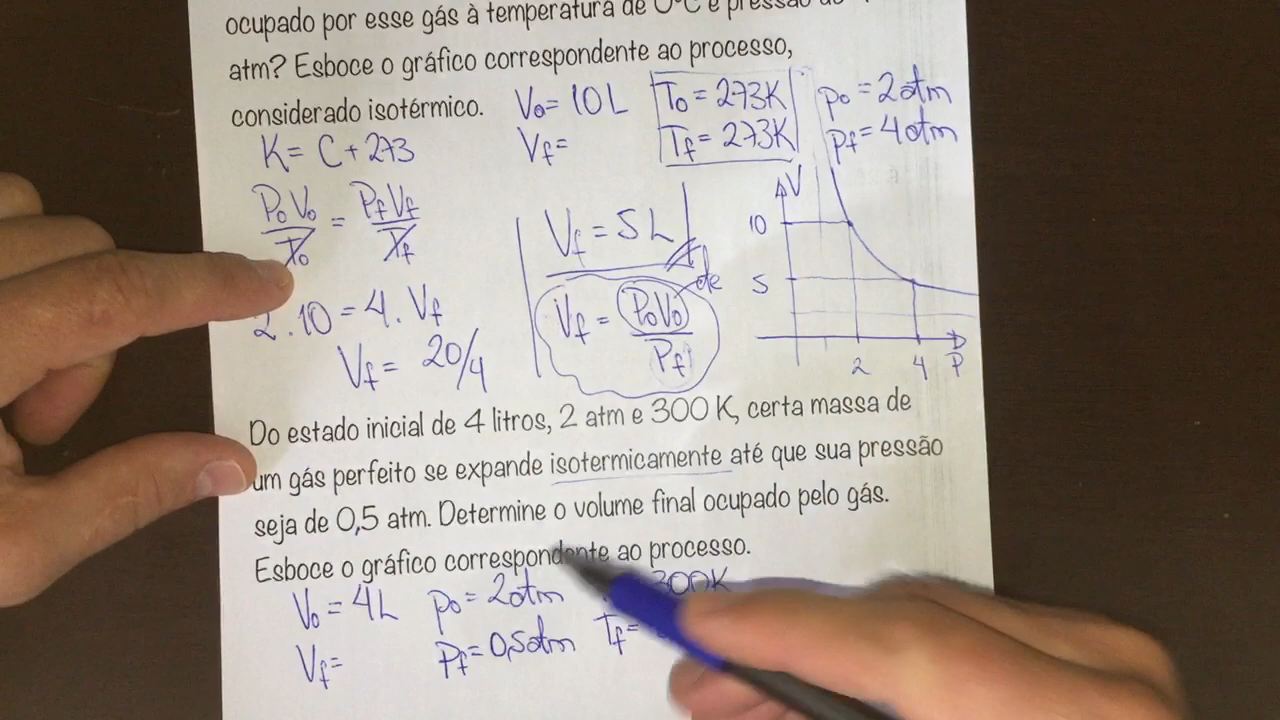 ocupado por esse gás à temperatura de 0°C e pressão de
atm? Esboce o gráfico correspondente ao processo,
considerado isotérmico.
V₀= 10L
Vf=
T₀ = 273K
Tf = 273K
p₀ = 2atm
pf = 4atm
K= C+273
P₀V₀/T₀ = PfVf/Tf
2.10 = 4. Vf
Vf = 20/4
Vf = 5L
Vf = P₀V₀/Pf
cte
V
10
5
2 4 P
Do estado inicial de 4 litros, 2 atm e 300 K, certa massa de
um gás perfeito se expande isotermicamente até que sua pressão
seja de 0,5 atm. Determine o volume final ocupado pelo gás.
Esboce o gráfico correspondente ao processo.
V₀ = 4L p₀ = 2atm 300K
Vf= Pf= 0,5atm Tf=